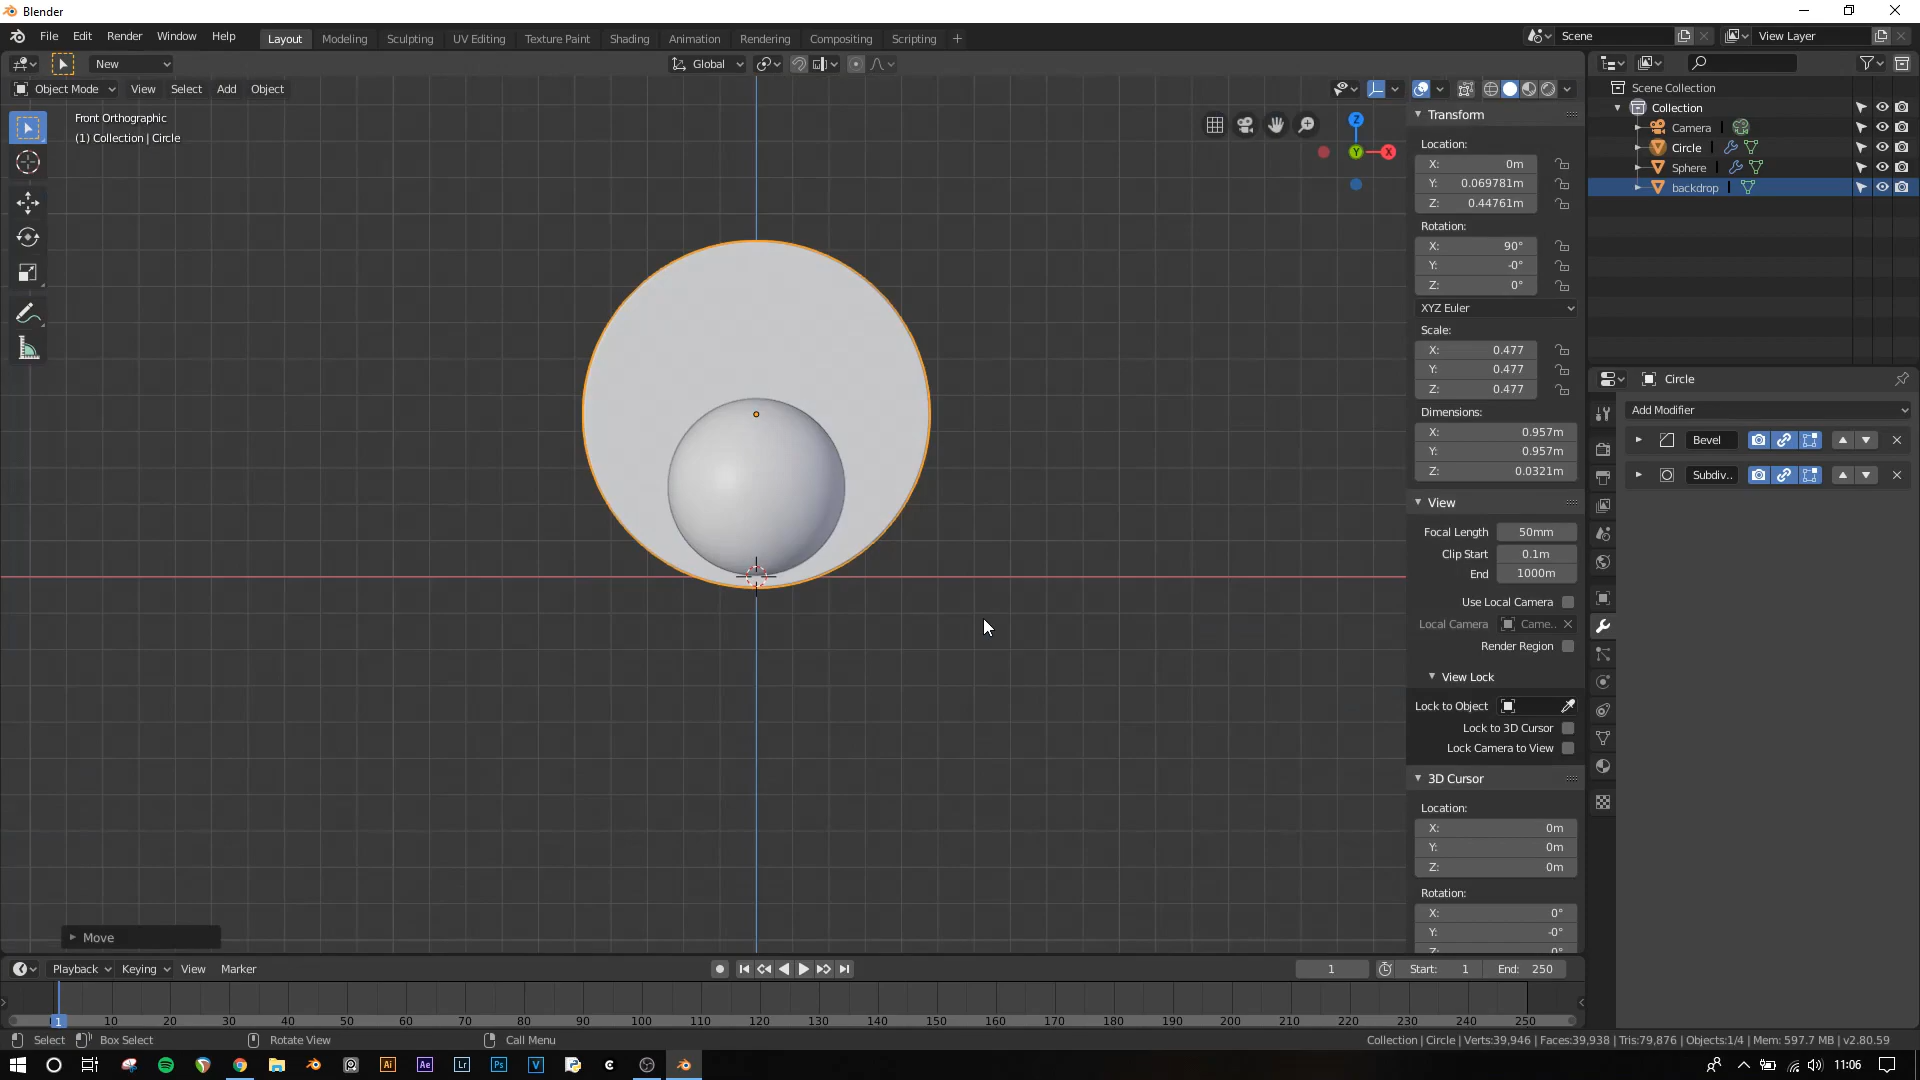 Blender
File Edit Render Window Help
Layout Modeling Sculpting UV Editing Texture Paint Shading Animation Rendering Compositing Scripting +
Scene
View Layer
New
Global
Object Mode View Select Add Object
Front Orthographic
(1) Collection | Circle
Z
Y
X
Move
Transform
Location:
X: 0m
Y: 0.069781m
Z: 0.44761m
Rotation:
X: 90°
Y: -0°
Z: 0°
XYZ Euler
Scale:
X: 0.477
Y: 0.477
Z: 0.477
Dimensions:
X: 0.957m
Y: 0.957m
Z: 0.0321m
View
Focal Length 50mm
Clip Start 0.1m
End 1000m
Use Local Camera
Local Camera Came..
Render Region
View Lock
Lock to Object
Lock to 3D Cursor
Lock Camera to View
3D Cursor
Location:
X: 0m
Y: 0m
Z: 0m
Rotation:
X: 0°
Y: -0°
Scene Collection
Collection
Camera
Circle
Sphere
backdrop
Circle
Add Modifier
Bevel
Subdiv..
Playback Keying View Marker
1
Start: 1
End: 250
1 10 20 30 40 50 60 70 80 90 100 110 120 130 140 150 160 170 180 190 200 210 220 230 240 250
Select Box Select Rotate View Call Menu
Collection | Circle | Verts:39,946 | Faces:39,938 | Tris:79,876 | Objects:1/4 | Mem: 597.7 MB | v2.80.59
Ai Ae Lr Ps V C
11:06